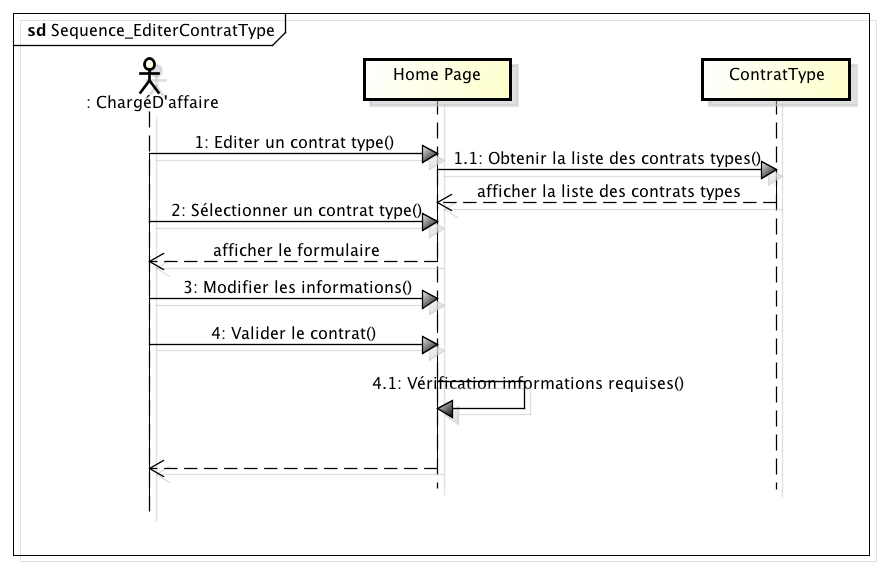 sd Sequence_EditerContratType
Home Page
ContratType
: ChargéD'affaire
1: Editer un contrat type()
1.1: Obtenir la liste des contrats types()
afficher la liste des contrats types
2: Sélectionner un contrat type()
afficher le formulaire
3: Modifier les informations()
4: Valider le contrat()
4.1: Vérification informations requises()